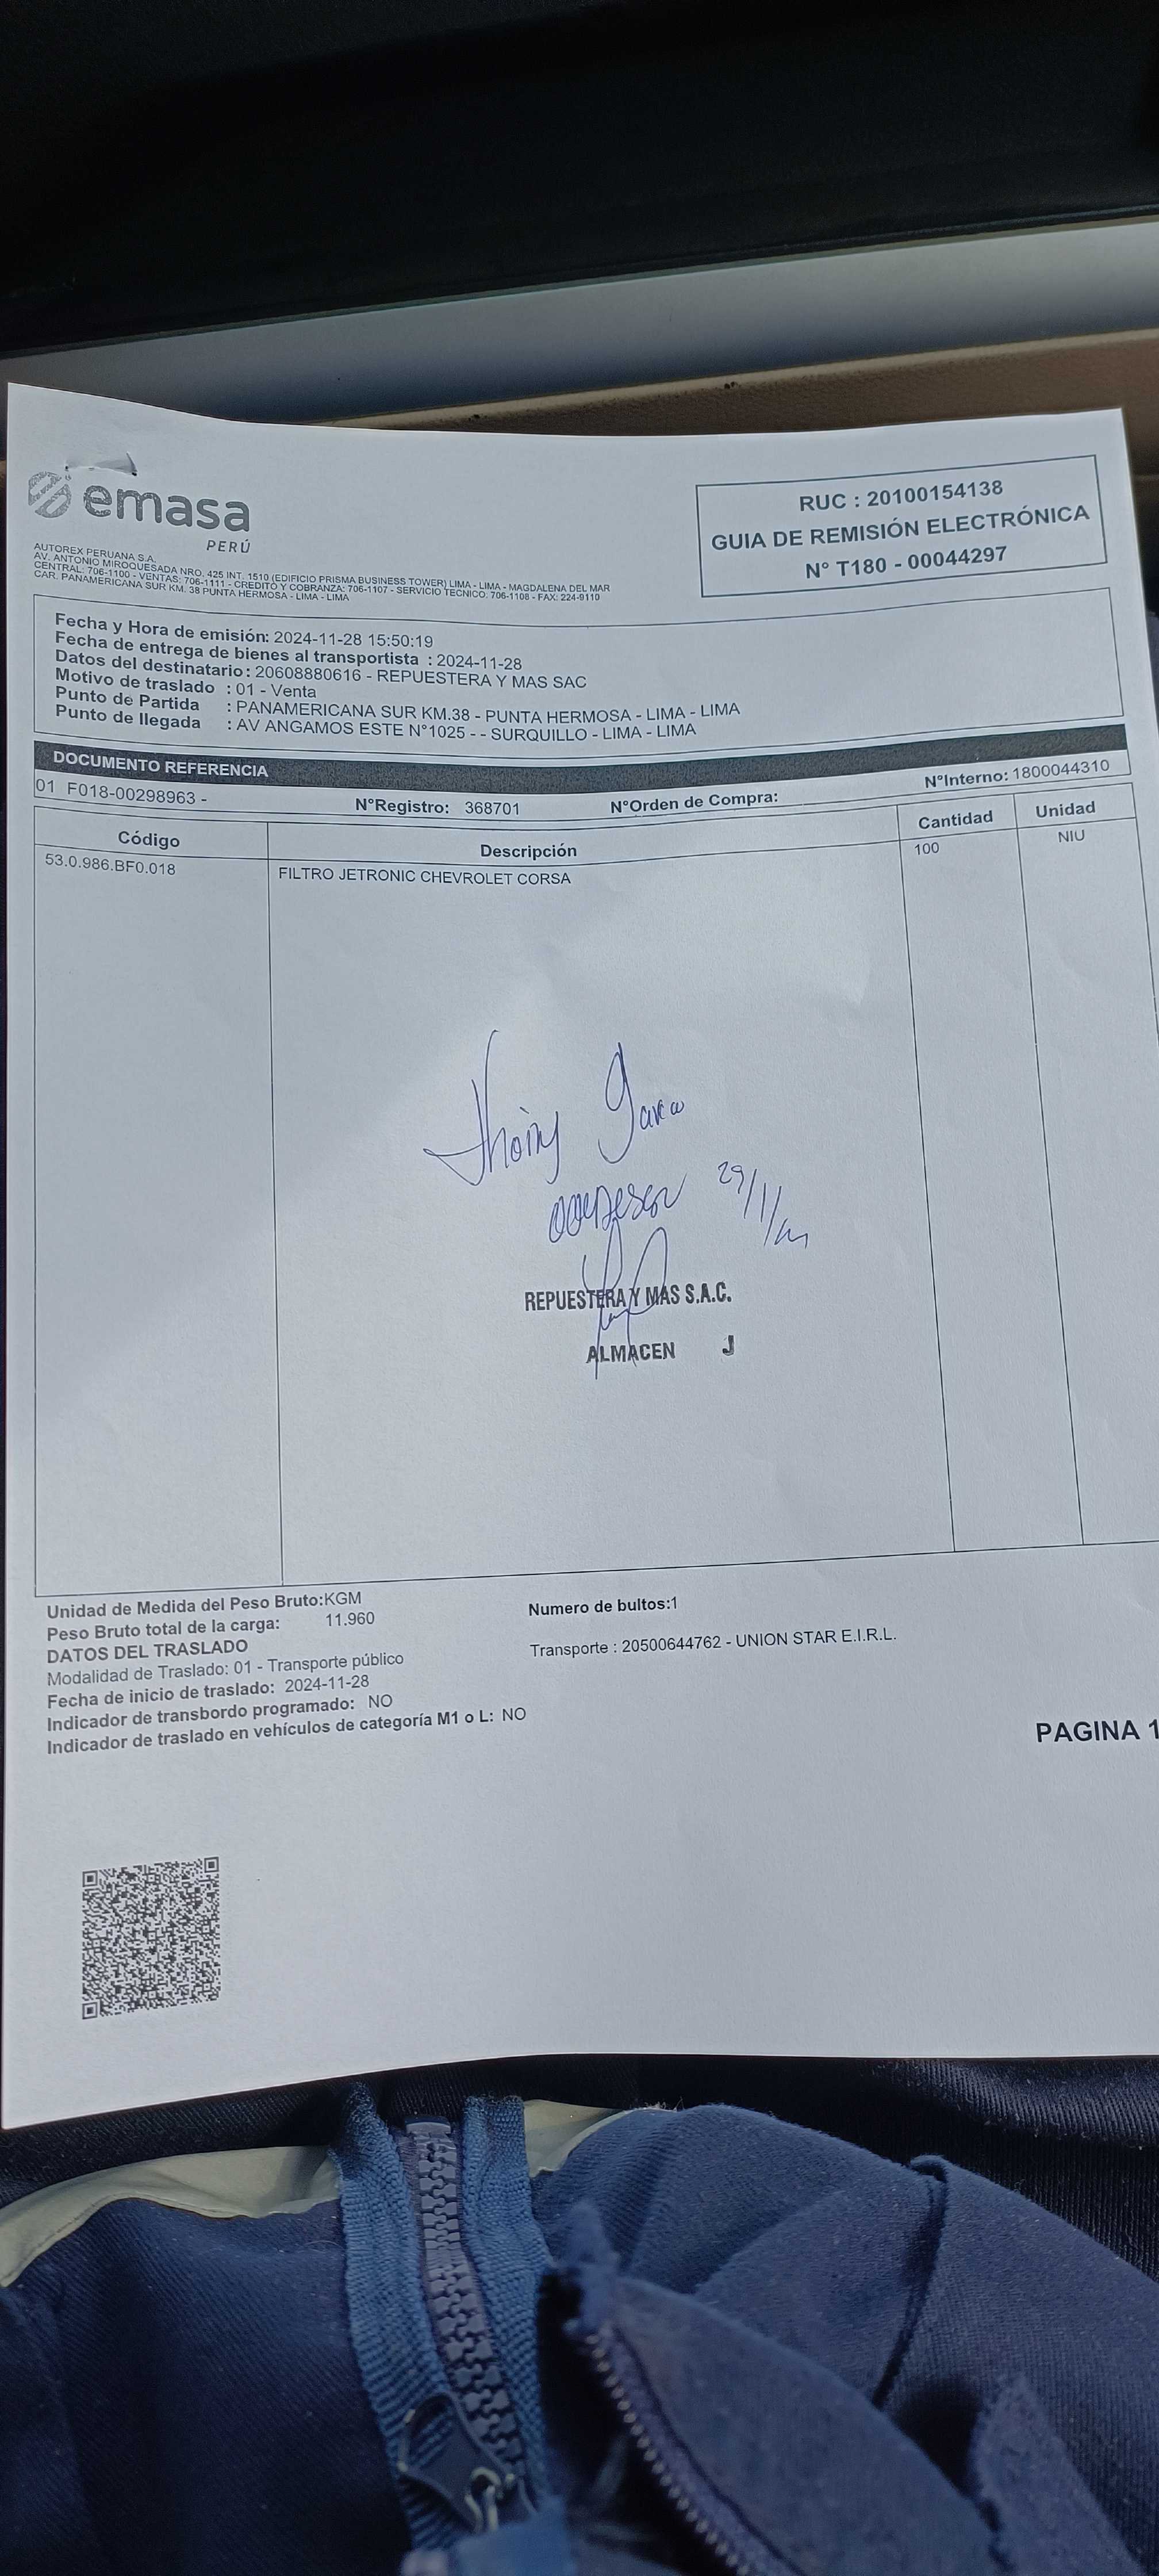 emasa
PERÚ
AUTOREX PERUANA S.A.
AV. ANTONIO MIROQUESADA NRO. 425 INT. 1510 (EDIFICIO PRISMA BUSINESS TOWER) LIMA - LIMA - MAGDALENA DEL MAR
CENTRAL: 706-1100 - VENTAS: 706-1111 - CREDITO Y COBRANZA: 706-1107 - SERVICIO TECNICO: 706-1108 - FAX: 224-9110
CAR. PANAMERICANA SUR KM. 38 PUNTA HERMOSA - LIMA - LIMA
RUC : 20100154138
GUIA DE REMISIÓN ELECTRÓNICA
N° T180 - 00044297
Fecha y Hora de emisión: 2024-11-28 15:50:19
Fecha de entrega de bienes al transportista : 2024-11-28
Datos del destinatario : 20608880616 - REPUESTERA Y MAS SAC
Motivo de traslado : 01 - Venta
Punto de Partida : PANAMERICANA SUR KM.38 - PUNTA HERMOSA - LIMA - LIMA
Punto de llegada : AV ANGAMOS ESTE N°1025 - - SURQUILLO - LIMA - LIMA
DOCUMENTO REFERENCIA
01 F018-00298963 - N°Registro: 368701 N°Orden de Compra: N°Interno: 1800044310
Código Descripción Cantidad Unidad
53.0.986.BF0.018 FILTRO JETRONIC CHEVROLET CORSA 100 NIU
29/11/
REPUESTERA Y MAS S.A.C.
ALMACEN J
Unidad de Medida del Peso Bruto:KGM Numero de bultos:1
Peso Bruto total de la carga: 11.960
DATOS DEL TRASLADO Transporte : 20500644762 - UNION STAR E.I.R.L.
Modalidad de Traslado: 01 - Transporte público
Fecha de inicio de traslado: 2024-11-28
Indicador de transbordo programado: NO
Indicador de traslado en vehículos de categoría M1 o L: NO
PAGINA 1